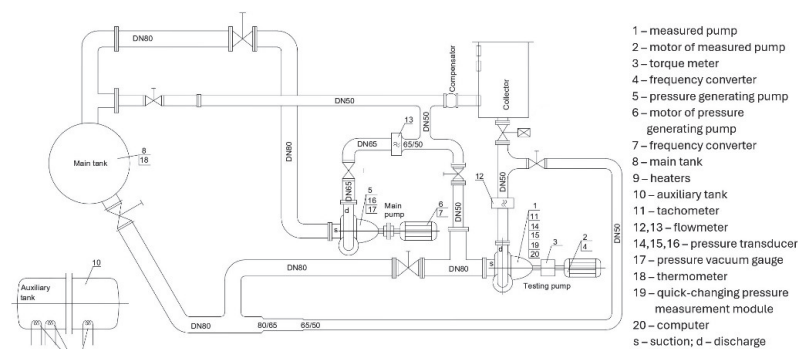 DN80
Compensator
Collector
DN50
13
DN50
DN65
65/50
Main tank
8
18
DN80
DN65
12
DN50
DN50
DN50
d
5
16
17
Main
pump
6
7
s
d
1
11
14
15
19
20
3
2
4
10
DN80
DN80
s
Testing pump
Auxiliary
tank
DN80
80/65
65/50
1 – measured pump
2 – motor of measured pump
3 – torque meter
4 – frequency converter
5 – pressure generating pump
6 – motor of pressure
generating pump
7 – frequency converter
8 – main tank
9 – heaters
10 – auxiliary tank
11 – tachometer
12,13 – flowmeter
14,15,16 – pressure transducer
17 – pressure vacuum gauge
18 – thermometer
19 – quick-changing pressure
measurement module
20 – computer
s – suction; d – discharge